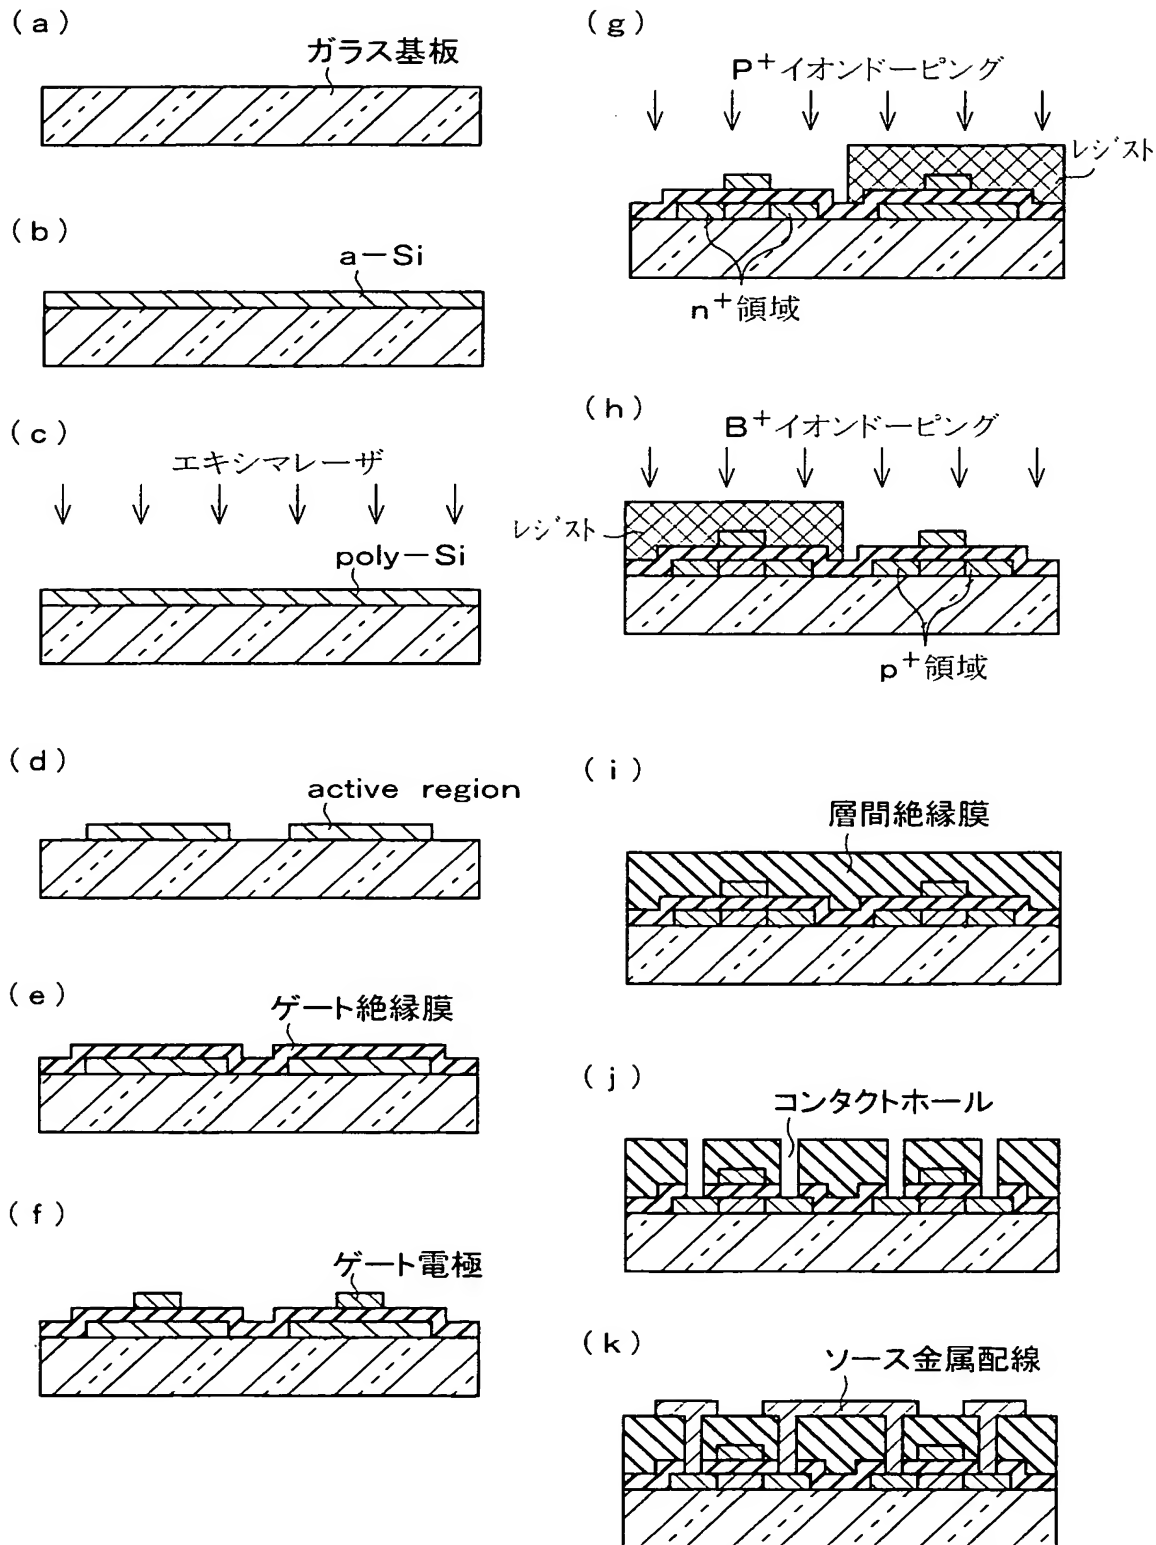 (a)
ガラス基板
(b)
a-Si
(c)
エキシマレーザ
poly-Si
(d)
active region
(e)
ゲート絶縁膜
(f)
ゲート電極
(g)
P+イオンドーピング
レジスト
n+領域
(h)
B+イオンドーピング
レジスト
p+領域
(i)
層間絶縁膜
(j)
コンタクトホール
(k)
ソース金属配線